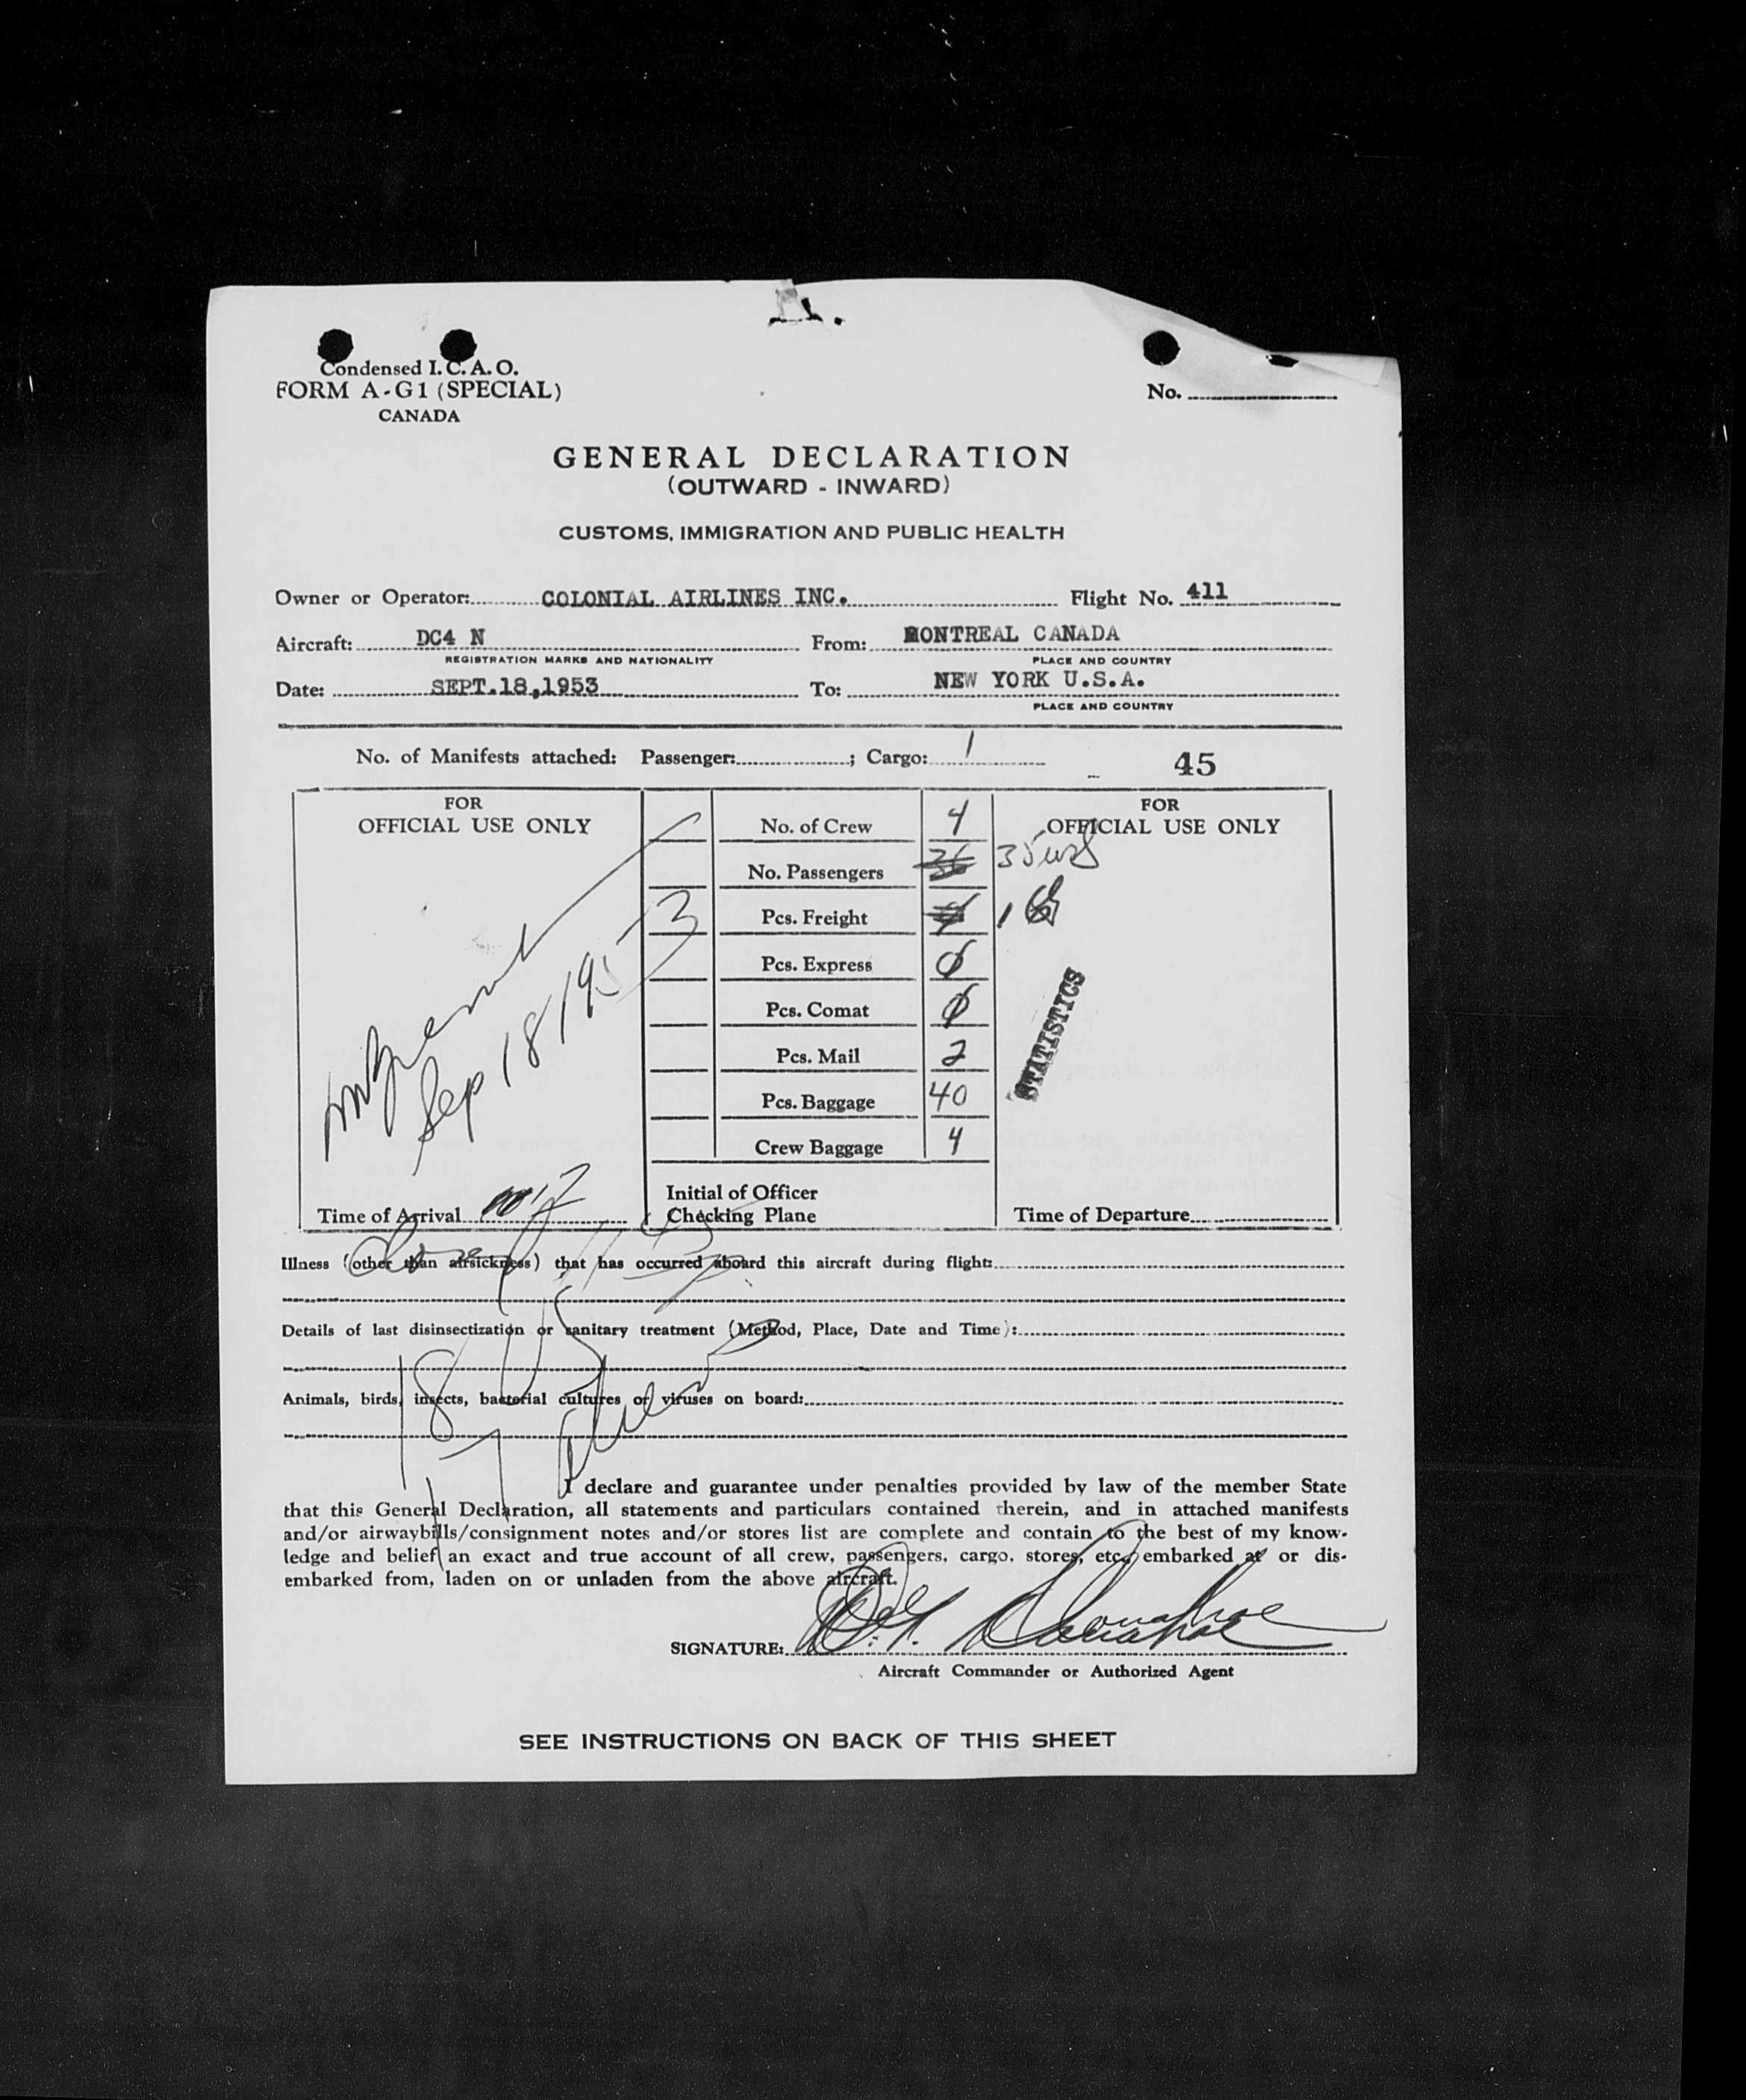 Condensed I.C.A.O.
FORM A-G1 (SPECIAL)
CANADA
No.
GENERAL DECLARATION
(OUTWARD - INWARD)
CUSTOMS, IMMIGRATION AND PUBLIC HEALTH
Owner or Operator: COLONIAL AIRLINES INC. Flight No. 411
Aircraft: DC4 N From: MONTREAL CANADA
REGISTRATION MARKS AND NATIONALITY PLACE AND COUNTRY
Date: SEPT.18,1953 To: NEW YORK U.S.A.
PLACE AND COUNTRY
No. of Manifests attached: Passenger: ; Cargo: 1 45
FOR
OFFICIAL USE ONLY
Sep 18 1953
Time of Arrival
No. of Crew 4
No. Passengers 36 35
Pcs. Freight 1
Pcs. Express 0
Pcs. Comat 0
Pcs. Mail 2
Pcs. Baggage 40
Crew Baggage 4
Initial of Officer
Checking Plane
FOR
OFFICIAL USE ONLY
STATISTICS
Time of Departure
Illness (other than airsickness) that has occurred aboard this aircraft during flight:
Details of last disinsectization or sanitary treatment (Method, Place, Date and Time):
Animals, birds, insects, bacterial cultures or viruses on board:
I declare and guarantee under penalties provided by law of the member State
that this General Declaration, all statements and particulars contained therein, and in attached manifests
and/or airwaybills/consignment notes and/or stores list are complete and contain to the best of my know-
ledge and belief an exact and true account of all crew, passengers, cargo, stores, etc. embarked at or dis-
embarked from, laden on or unladen from the above aircraft.
SIGNATURE: Donahoe
Aircraft Commander or Authorized Agent
SEE INSTRUCTIONS ON BACK OF THIS SHEET